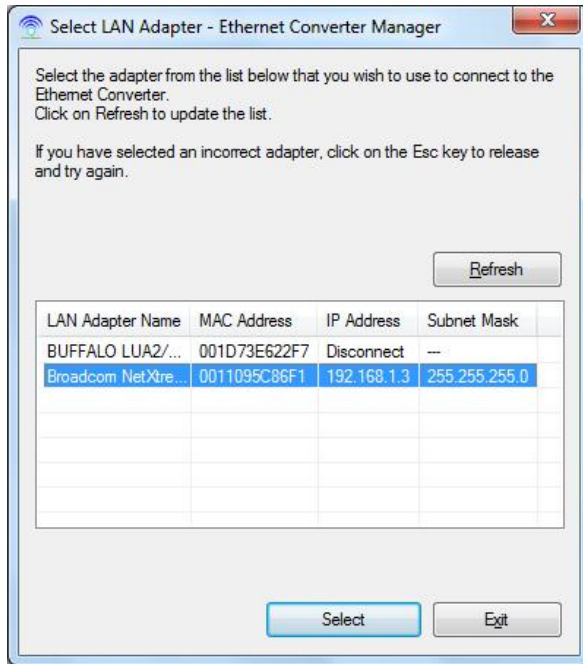 Select LAN Adapter - Ethernet Converter Manager
Select the adapter from the list below that you wish to use to connect to the
Ethernet Converter.
Click on Refresh to update the list.
If you have selected an incorrect adapter, click on the Esc key to release
and try again.
Refresh
LAN Adapter Name MAC Address IP Address Subnet Mask
BUFFALO LUA2/... 001D73E622F7 Disconnect ---
Broadcom NetXtre... 0011095C86F1 192.168.1.3 255.255.255.0
Select Exit